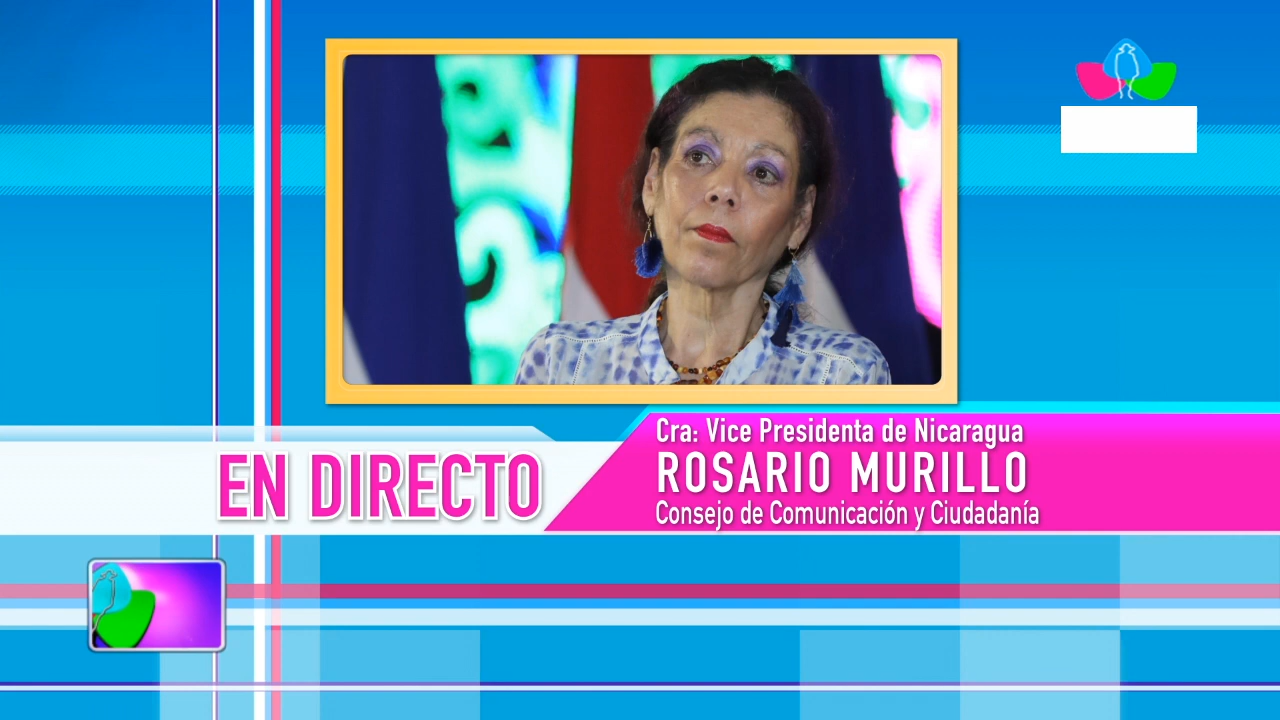 Cra: Vice Presidenta de Nicaragua
EN DIRECTO
ROSARIO MURILLO
Consejo de Comunicación y Ciudadanía